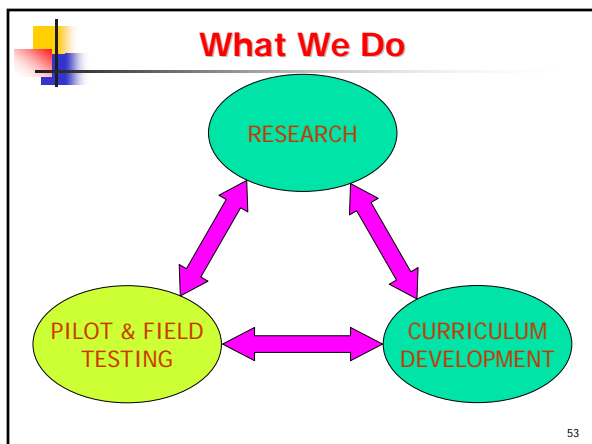 What We Do
RESEARCH
PILOT & FIELD
TESTING
CURRICULUM
DEVELOPMENT
53